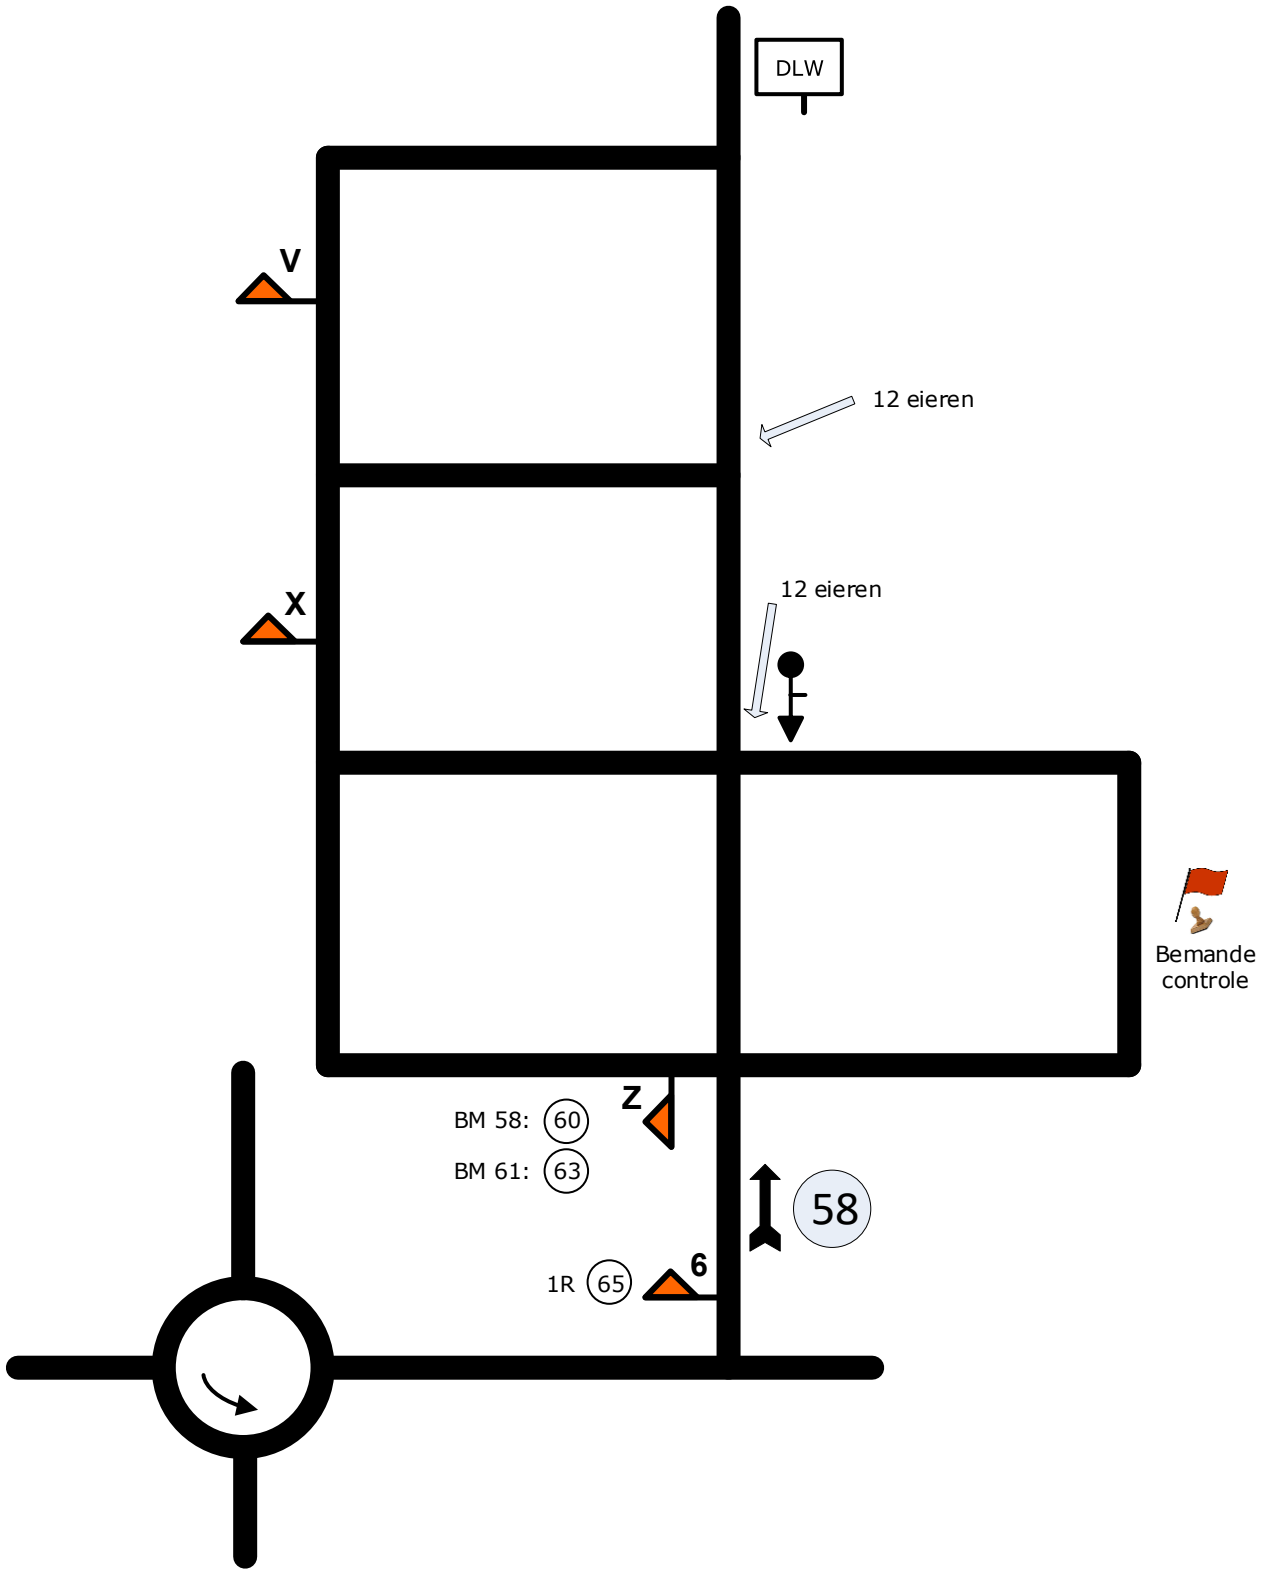 DLW
V
12 eieren
12 eieren
X
Bemande
controle
Z
BM 58: 60
BM 61: 63
58
6
1R 65